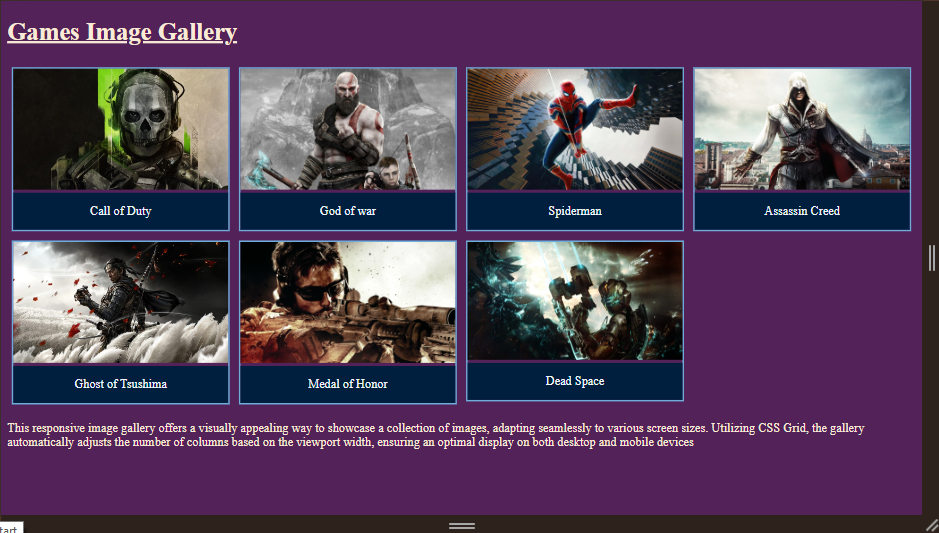 Games Image Gallery
Call of Duty
God of war
Spiderman
Assassin Creed
Ghost of Tsushima
Medal of Honor
Dead Space
This responsive image gallery offers a visually appealing way to showcase a collection of images, adapting seamlessly to various screen sizes. Utilizing CSS Grid, the gallery
automatically adjusts the number of columns based on the viewport width, ensuring an optimal display on both desktop and mobile devices
tart